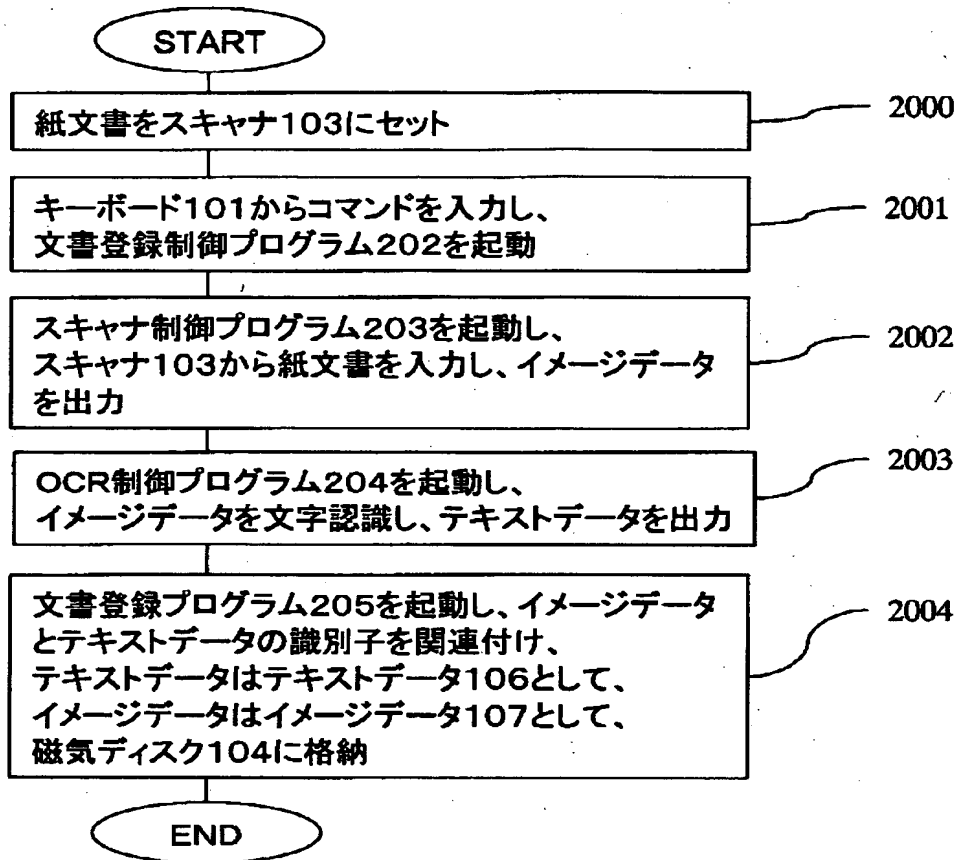 START
紙文書をスキャナ103にセット
2000
キーボード101からコマンドを入力し、
文書登録制御プログラム202を起動
2001
スキャナ制御プログラム203を起動し、
スキャナ103から紙文書を入力し、イメージデータ
を出力
2002
OCR制御プログラム204を起動し、
イメージデータを文字認識し、テキストデータを出力
2003
文書登録プログラム205を起動し、イメージデータ
とテキストデータの識別子を関連付け、
テキストデータはテキストデータ106として、
イメージデータはイメージデータ107として、
磁気ディスク104に格納
2004
END